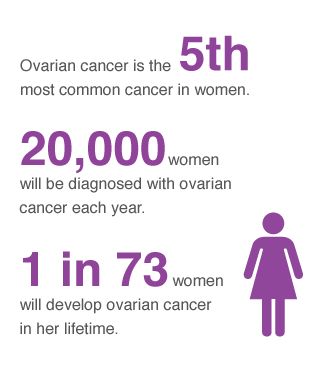 Ovarian cancer is the 5th
most common cancer in women.
20,000 women
will be diagnosed with ovarian
cancer each year.
1 in 73 women
will develop ovarian cancer
in her lifetime.